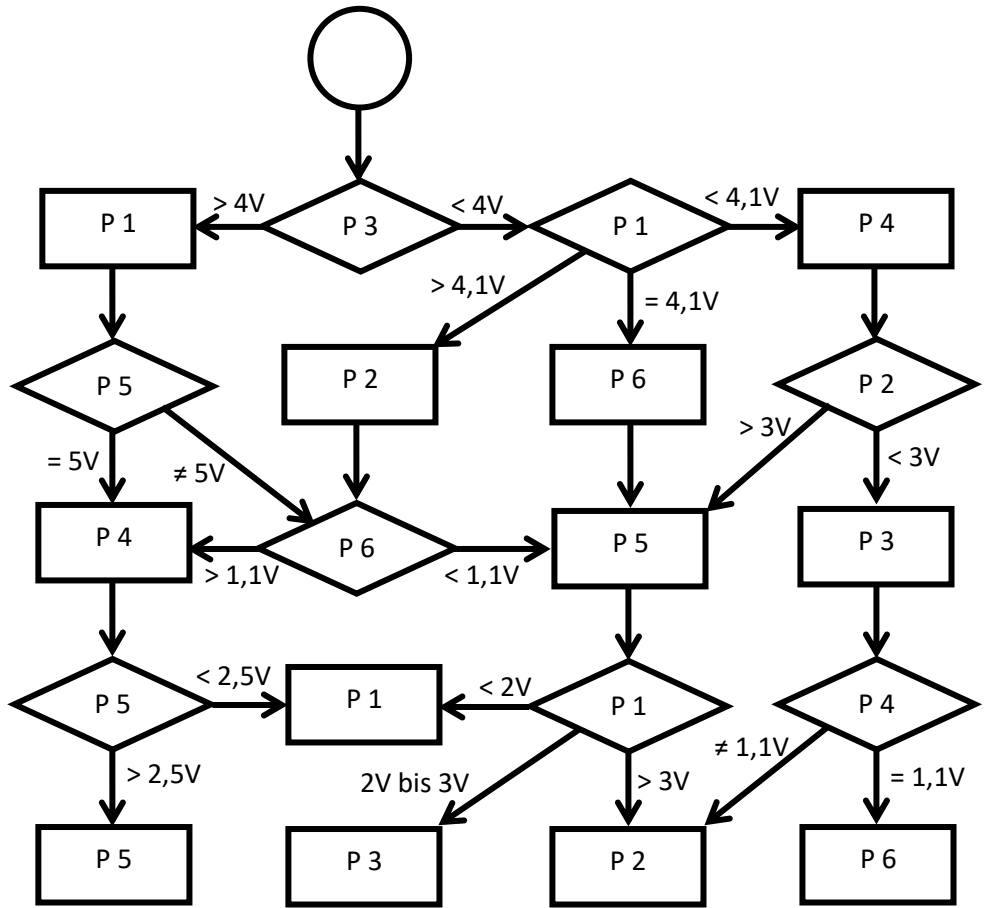 > 4V
< 4V
< 4,1V
P 1
P 3
P 1
P 4
> 4,1V
= 4,1V
P 5
P 2
P 6
P 2
> 3V
= 5V
≠ 5V
< 3V
P 4
P 6
P 5
P 3
> 1,1V
< 1,1V
< 2,5V
< 2V
P 5
P 1
P 1
P 4
≠ 1,1V
> 2,5V
2V bis 3V
> 3V
= 1,1V
P 5
P 3
P 2
P 6